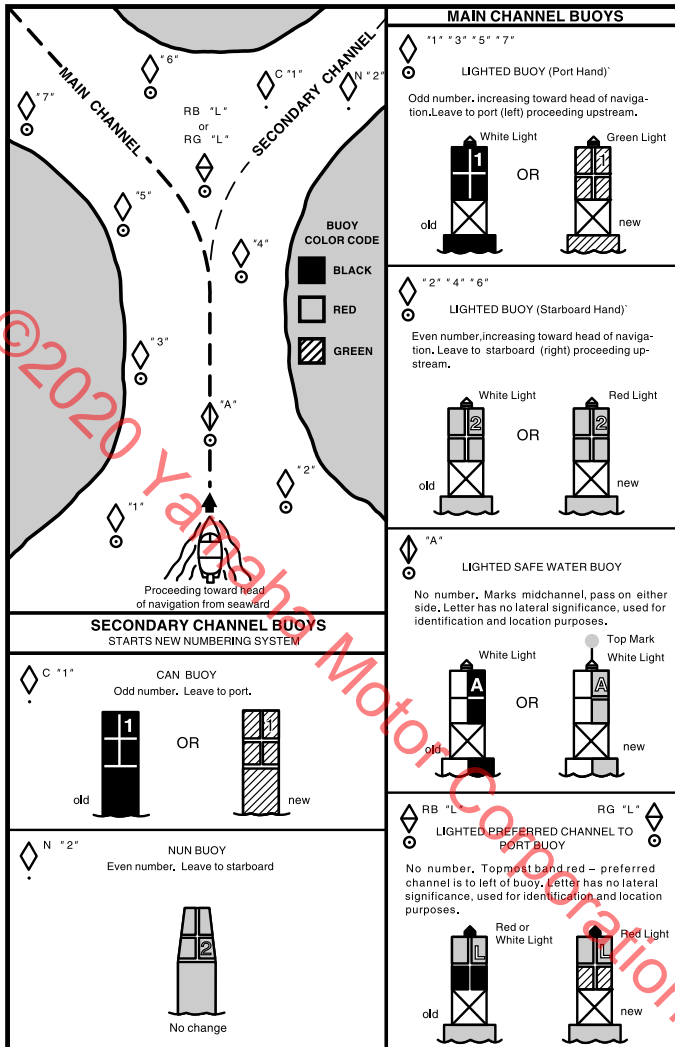 "6"
C "1"
N "2"
"7"
MAIN CHANNEL
SECONDARY CHANNEL
RB "L"
or
RG "L"
"5"
"4"
BUOY
COLOR CODE
BLACK
RED
GREEN
"3"
"A"
"2"
"1"
Proceeding toward head
of navigation from seaward
SECONDARY CHANNEL BUOYS
STARTS NEW NUMBERING SYSTEM
C "1"
CAN BUOY
Odd number. Leave to port.
1
OR
1
old
new
N "2"
NUN BUOY
Even number. Leave to starboard
2
No change
MAIN CHANNEL BUOYS
"1" "3" "5" "7"
LIGHTED BUOY (Port Hand)`
Odd number. increasing toward head of naviga-
tion.Leave to port (left) proceeding upstream.
White Light
Green Light
1
OR
1
old
new
"2" "4" "6"
LIGHTED BUOY (Starboard Hand)`
Even number,increasing toward head of naviga-
tion. Leave to starboard (right) proceeding up-
stream.
White Light
Red Light
2
OR
2
old
new
"A"
LIGHTED SAFE WATER BUOY
No number. Marks midchannel, pass on either
side. Letter has no lateral significance, used for
identification and location purposes.
Top Mark
White Light
White Light
A
OR
A
old
new
RB "L"
RG "L"
LIGHTED PREFERRED CHANNEL TO
PORT BUOY
No number. Topmost band red – preferred
channel is to left of buoy. Letter has no lateral
significance, used for identification and location
purposes.
Red or
White Light
Red Light
L
OR
L
old
new
©2020 Yamaha Motor Corporation